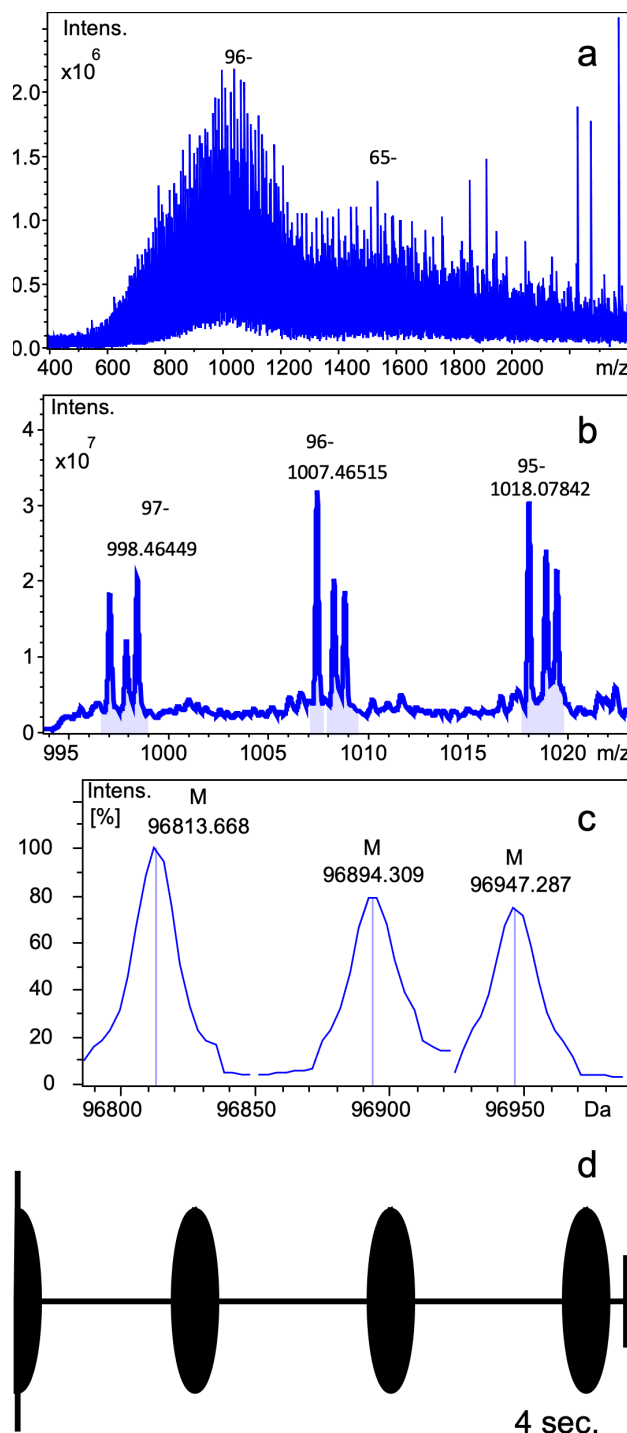 Intens.
a
x10^6
96-
2.0
1.5
65-
1.0
0.5
0.0
400 600 800 1000 1200 1400 1600 1800 2000 m/z
Intens.
b
4
x10^7
96-
1007.46515
95-
1018.07842
97-
998.46449
3
2
1
0
995 1000 1005 1010 1015 1020 m/z
Intens.
[%]
M
96813.668
c
M
96894.309
M
96947.287
100
80
60
40
20
0
96800 96850 96900 96950 Da
d
4 sec.